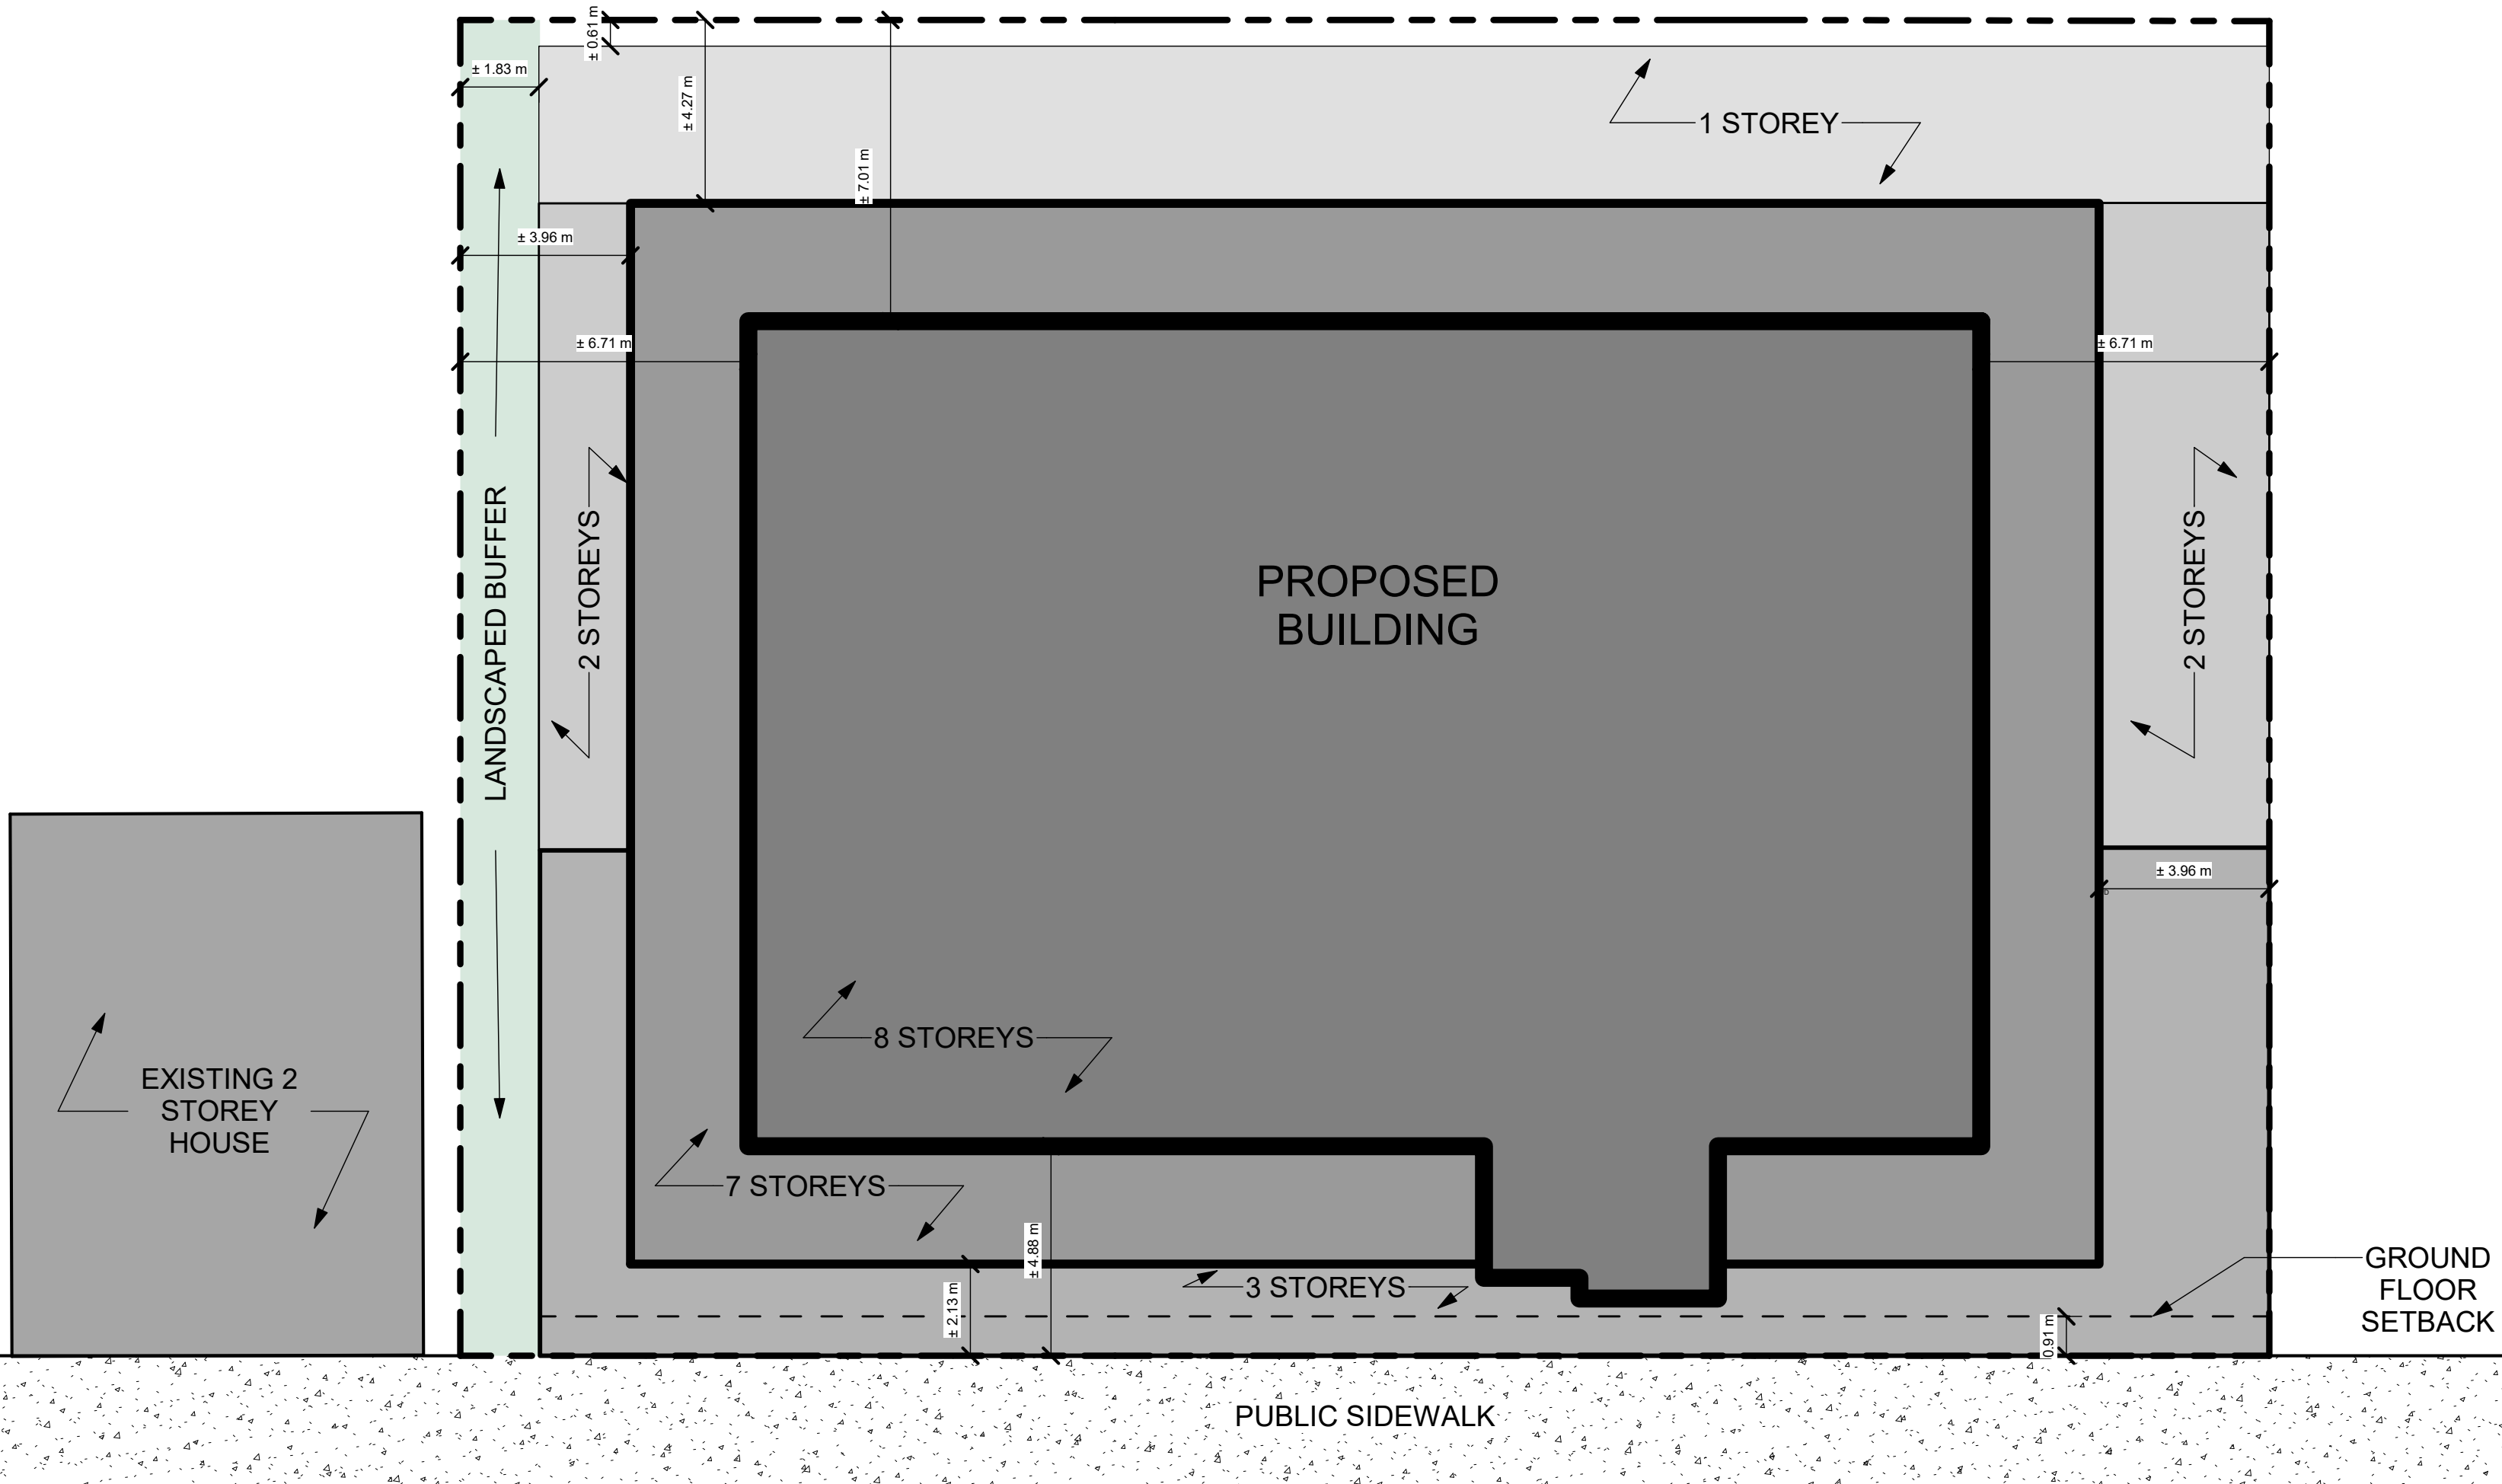 ± 0.61 m
± 1.83 m
± 4.27 m
1 STOREY
± 7.01 m
± 3.96 m
± 6.71 m
± 6.71 m
LANDSCAPED BUFFER
2 STOREYS
2 STOREYS
PROPOSED
BUILDING
± 3.96 m
8 STOREYS
EXISTING 2
STOREY
HOUSE
7 STOREYS
± 4.88 m
± 2.13 m
3 STOREYS
0.91 m
GROUND
FLOOR
SETBACK
PUBLIC SIDEWALK